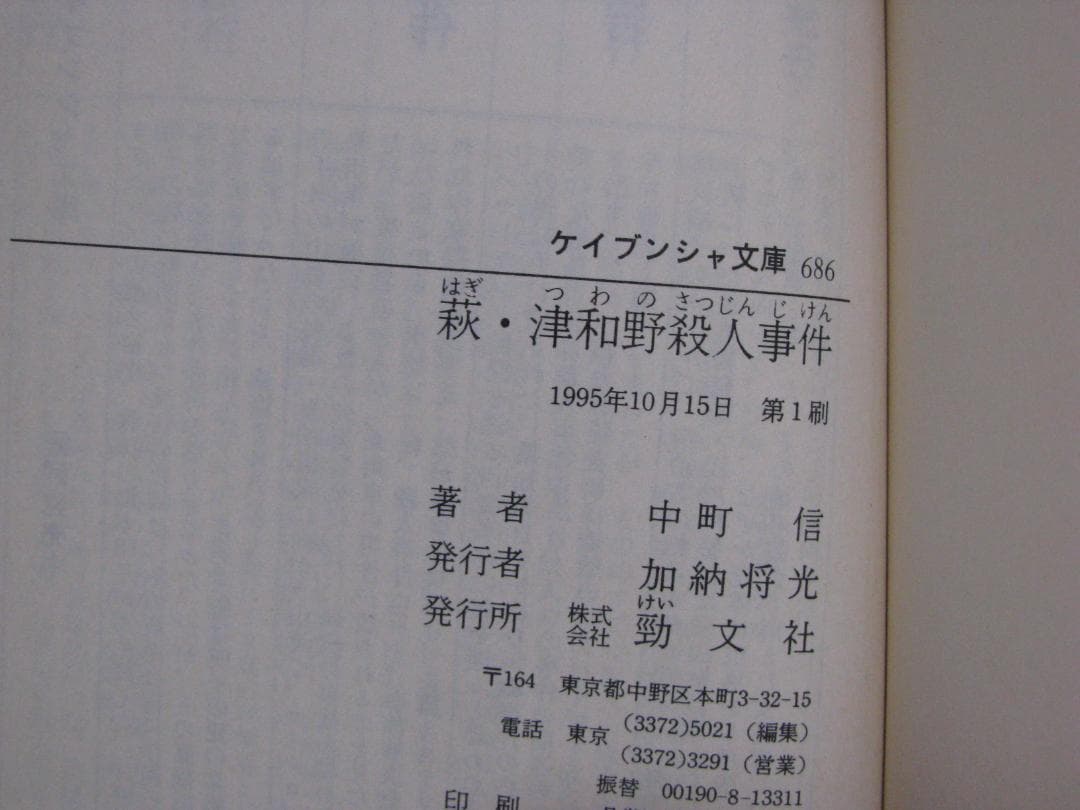 ケイブンシャ文庫 686
はぎ つわの さつじん じ けん
萩・津和野殺人事件
1995年10月15日 第1刷
著者 中町 信
発行者 加納将光
けい
発行所 株式会社 勁文社
〒164 東京都中野区本町3-32-15
電話 東京 (3372)5021(編集)
(3372)3291(営業)
振替 00190-8-13311
印刷